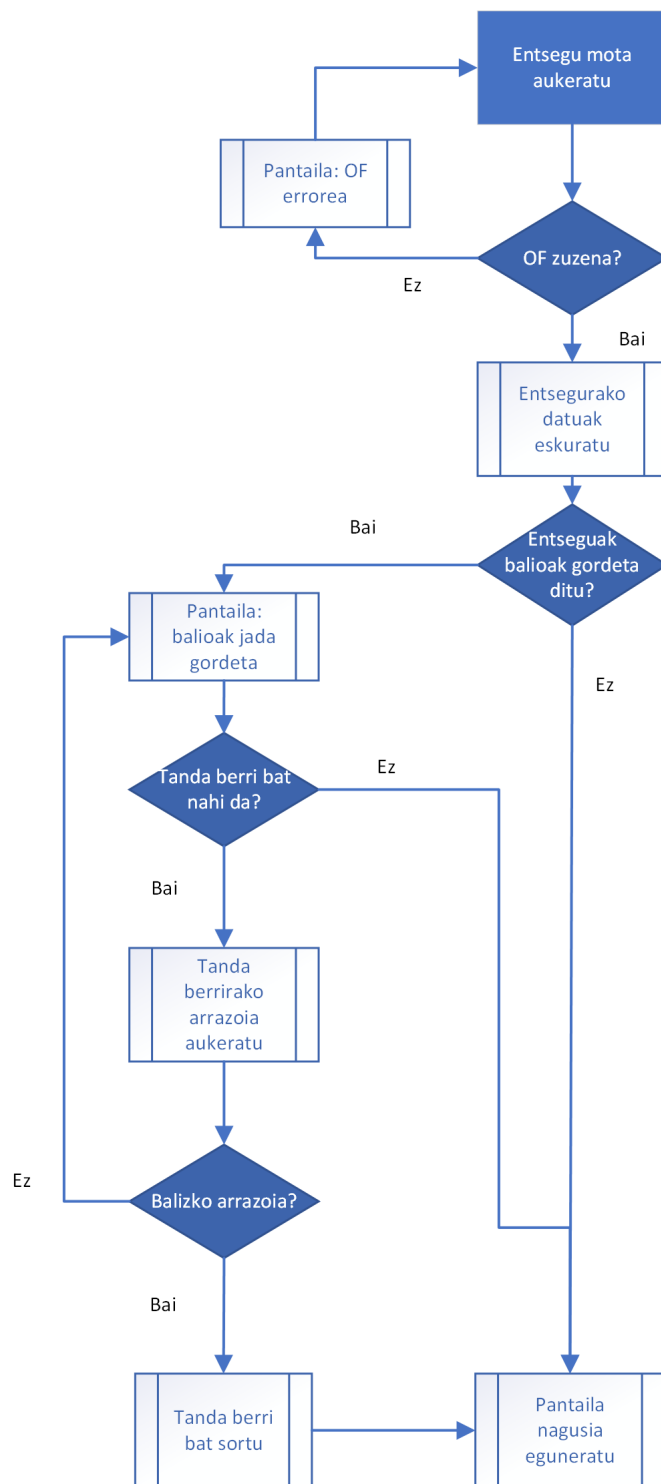 Entsegu mota
aukeratu
Pantaila: OF
errorea
OF zuzena?
Ez
Bai
Entsegurako
datuak
eskuratu
Bai
Entseguak
balioak gordeta
ditu?
Pantaila:
balioak jada
gordeta
Ez
Tanda berri bat
nahi da?
Ez
Bai
Tanda
berrirako
arrazoia
aukeratu
Ez
Balizko arrazoia?
Bai
Tanda berri
bat sortu
Pantaila
nagusia
eguneratu